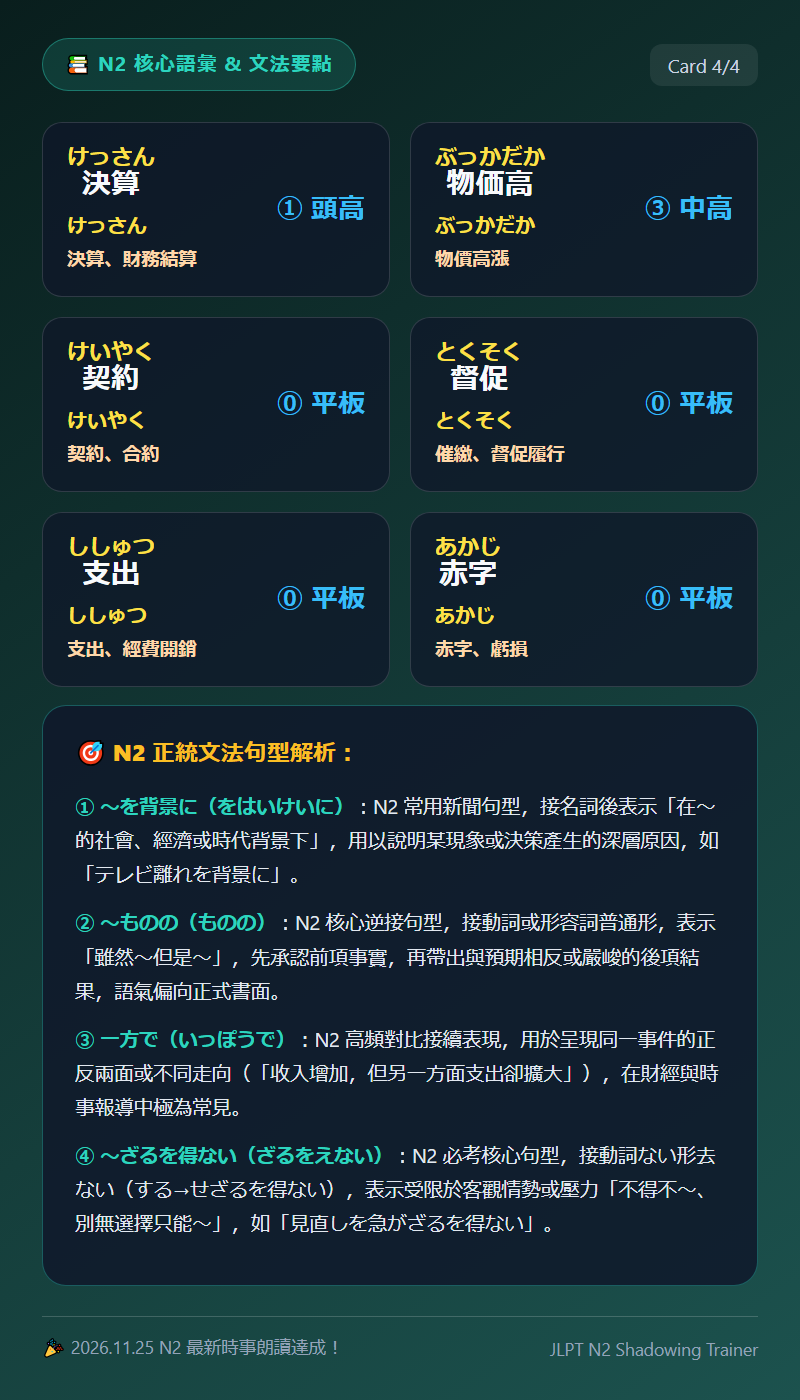 📚 N2 核心語彙 & 文法要點
Card 4/4
けっさん
決算
けっさん
決算、財務結算
① 頭高
ぶっかだか
物価高
ぶっかだか
物價高漲
③ 中高
けいやく
契約
けいやく
契約、合約
⓪ 平板
とくそく
督促
とくそく
催繳、督促履行
⓪ 平板
ししゅつ
支出
ししゅつ
支出、經費開銷
⓪ 平板
あかじ
赤字
あかじ
赤字、虧損
⓪ 平板
🎯 N2 正統文法句型解析：
① 〜を背景に（をはいけいに）：N2 常用新聞句型，接名詞後表示「在〜
的社會、經濟或時代背景下」，用以說明某現象或決策產生的深層原因，如
「テレビ離れを背景に」。
② 〜ものの（ものの）：N2 核心逆接句型，接動詞或形容詞普通形，表示
「雖然〜但是〜」，先承認前項事實，再帶出與預期相反或嚴峻的後項結
果，語氣偏向正式書面。
③ 一方で（いっぽうで）：N2 高頻對比接續表現，用於呈現同一事件的正
反兩面或不同走向（「收入增加，但另一方面支出卻擴大」），在財經與時
事報導中極為常見。
④ 〜ざるを得ない（ざるをえない）：N2 必考核心句型，接動詞ない形去
ない（する→せざるを得ない），表示受限於客觀情勢或壓力「不得不〜、
別無選擇只能〜」，如「見直しを急がざるを得ない」。
🎉 2026.11.25 N2 最新時事朗讀達成！
JLPT N2 Shadowing Trainer